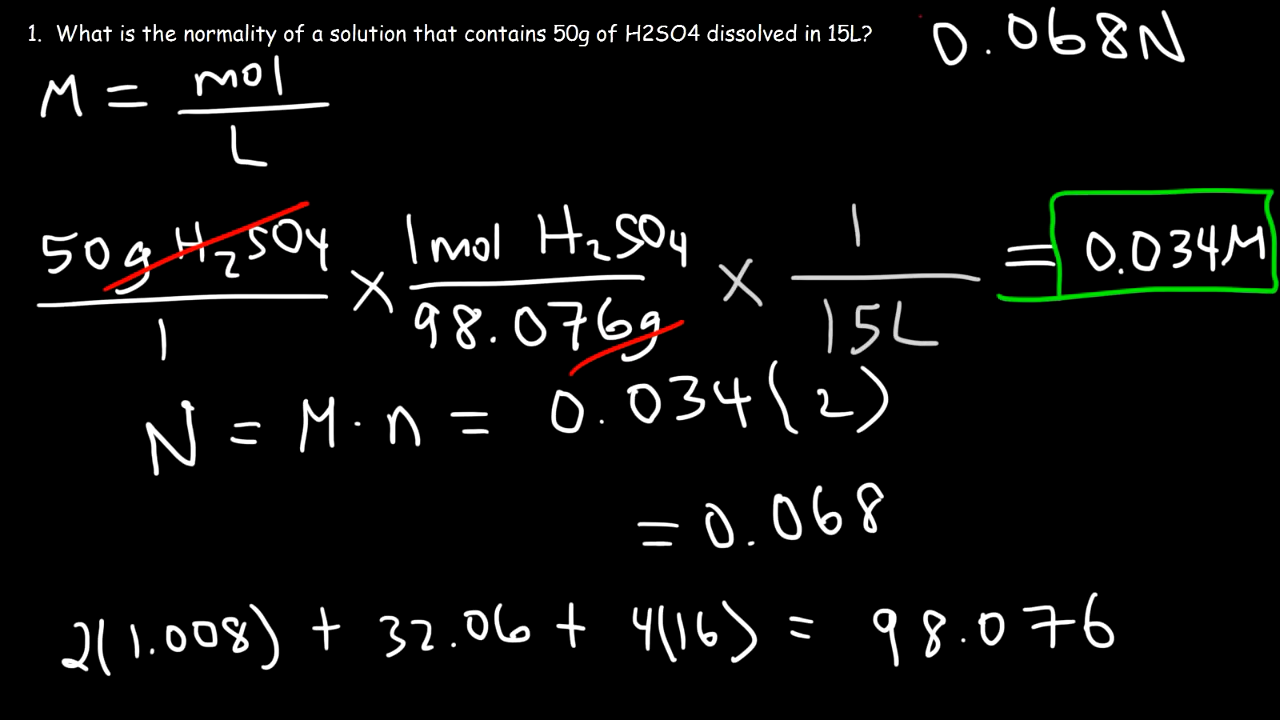 1. What is the normality of a solution that contains 50g of H2SO4 dissolved in 15L?
0.068N
M = mol / L
50g H₂SO₄ / 1 × 1 mol H₂SO₄ / 98.076g × 1 / 15L = 0.034M
N = M · n = 0.034(2)
= 0.068
2(1.008) + 32.06 + 4(16) = 98.076